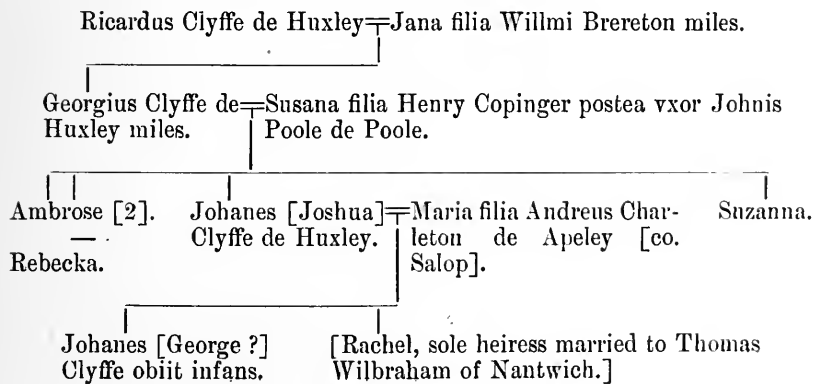 Ricardus Clyffe de Huxley=Jana filia Willmi Brereton miles.
Georgius Clyffe de=Susana filia Henry Copinger postea vxor Johnis
Huxley miles. Poole de Poole.
Ambrose [2]. Johanes [Joshua]=Maria filia Andreus Char- Suzanna.
— Clyffe de Huxley. leton de Apeley [co.
Rebecka. Salop].
Johanes [George ?] [Rachel, sole heiress married to Thomas
Clyffe obiit infans. Wilbraham of Nantwich.]